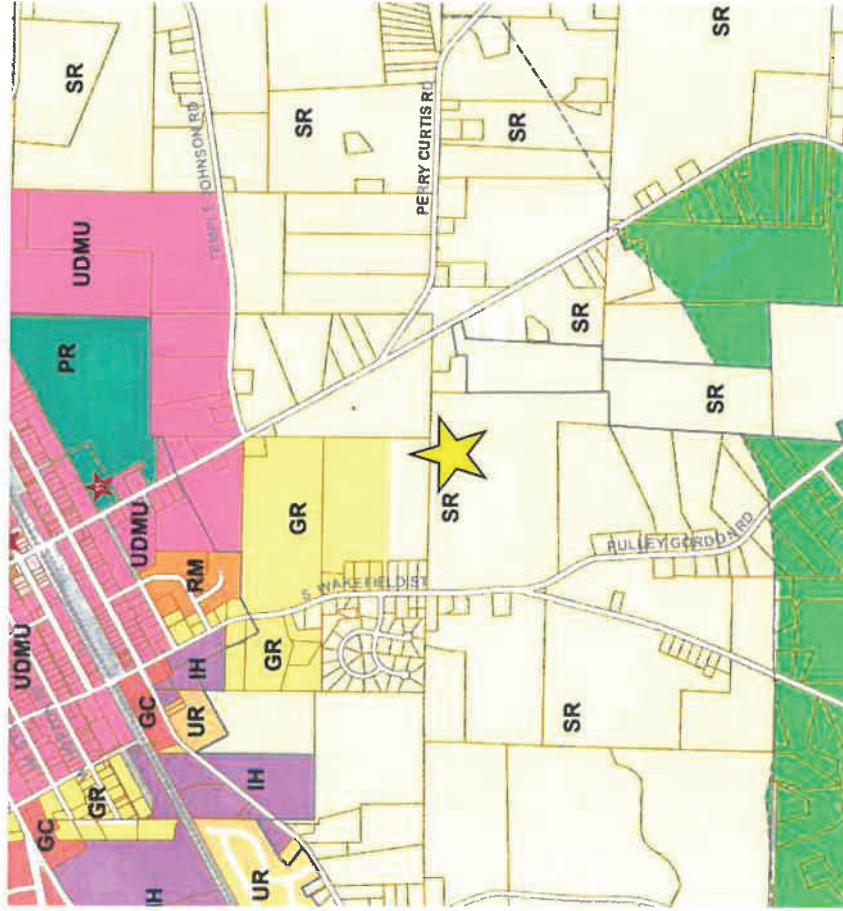 SR
SR
TEMPLE JOHNSON RD
SR
PERRY CURTIS RD
SR
UDMU
PR
UDMU
UDMU
RM
GR
SR
SR
SR
S WAKEFIELD ST
PULLEY GORDON RD
IH
GR
GC
UR
SR
IH
GR
GC
IH
UR